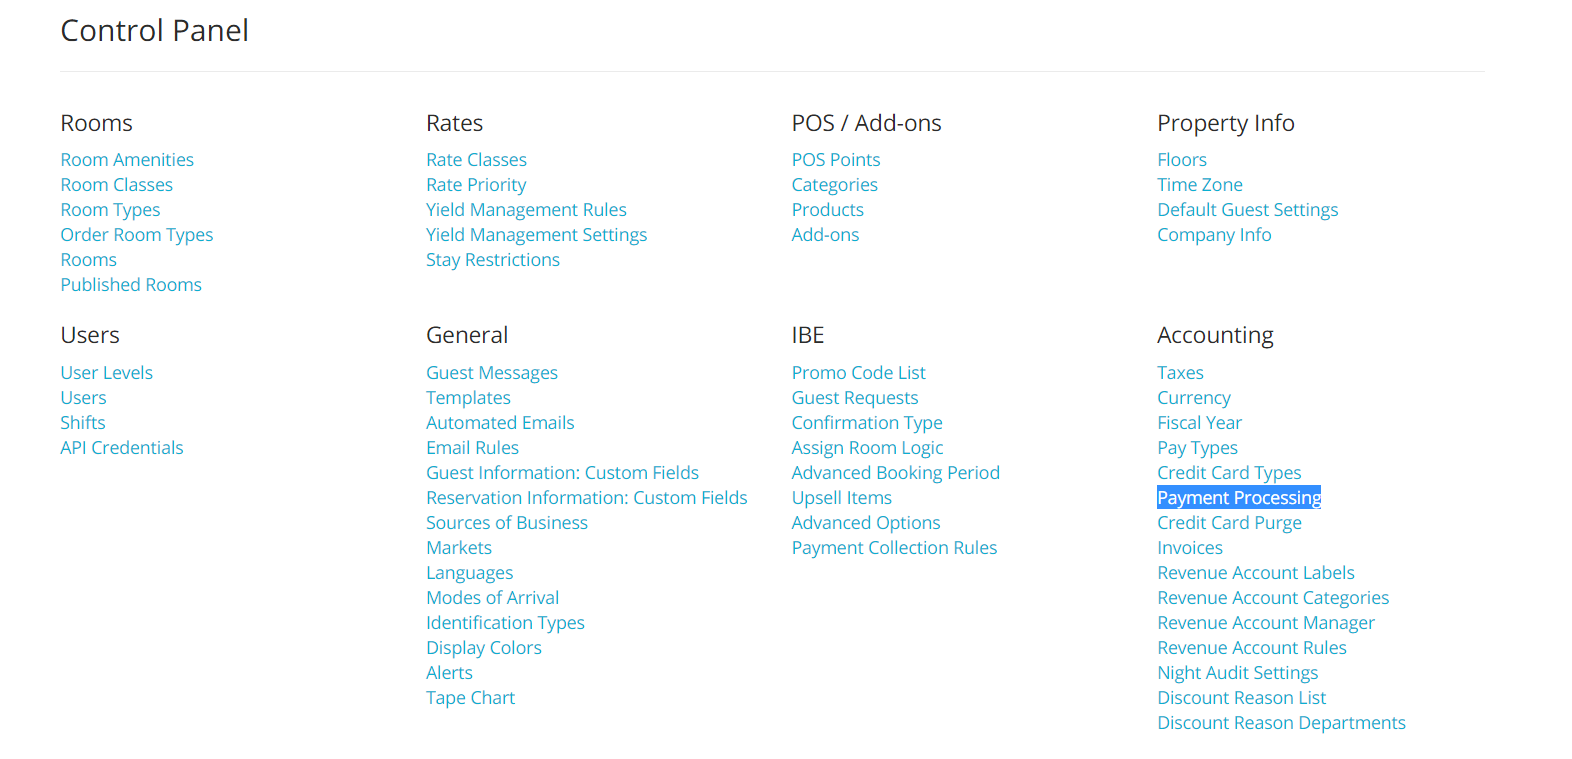 Control Panel
Rooms
Room Amenities
Room Classes
Room Types
Order Room Types
Rooms
Published Rooms
Rates
Rate Classes
Rate Priority
Yield Management Rules
Yield Management Settings
Stay Restrictions
POS / Add-ons
POS Points
Categories
Products
Add-ons
Property Info
Floors
Time Zone
Default Guest Settings
Company Info
Users
User Levels
Users
Shifts
API Credentials
General
Guest Messages
Templates
Automated Emails
Email Rules
Guest Information: Custom Fields
Reservation Information: Custom Fields
Sources of Business
Markets
Languages
Modes of Arrival
Identification Types
Display Colors
Alerts
Tape Chart
IBE
Promo Code List
Guest Requests
Confirmation Type
Assign Room Logic
Advanced Booking Period
Upsell Items
Advanced Options
Payment Collection Rules
Accounting
Taxes
Currency
Fiscal Year
Pay Types
Credit Card Types
Payment Processing
Credit Card Purge
Invoices
Revenue Account Labels
Revenue Account Categories
Revenue Account Manager
Revenue Account Rules
Night Audit Settings
Discount Reason List
Discount Reason Departments